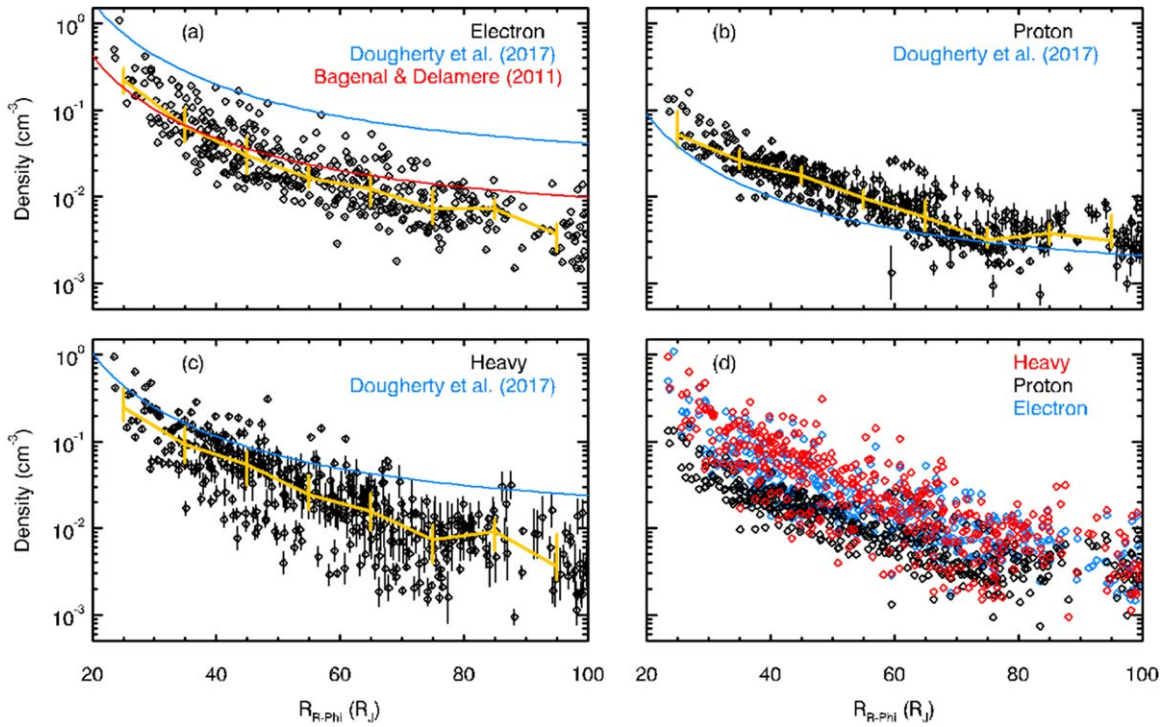 (a)
Electron
Dougherty et al. (2017)
Bagenal & Delamere (2011)
10⁰
10⁻¹
10⁻²
10⁻³
Density (cm⁻³)
(b)
Proton
Dougherty et al. (2017)
(c)
Heavy
Dougherty et al. (2017)
10⁰
10⁻¹
10⁻²
10⁻³
Density (cm⁻³)
20 40 60 80 100
R_R-Phi (R_J)
(d)
Heavy
Proton
Electron
20 40 60 80 100
R_R-Phi (R_J)